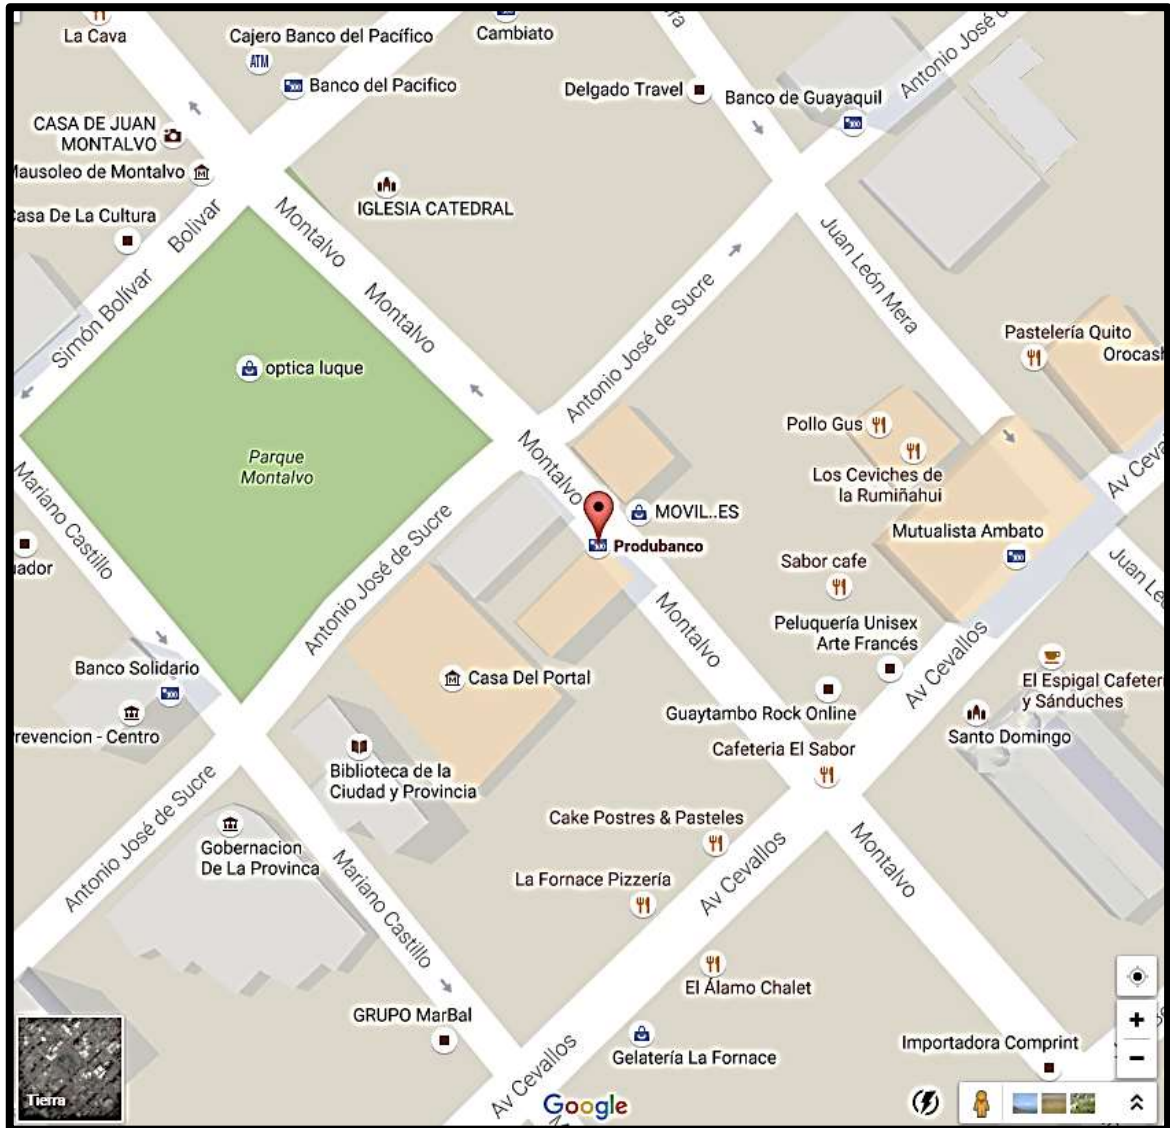 La Cava
Cajero Banco del Pacífico
ATM
Cambiato
Banco del Pacifico
Delgado Travel
Banco de Guayaquil
Antonio José d
CASA DE JUAN
MONTALVO
Mausoleo de Montalvo
Casa De La Cultura
IGLESIA CATEDRAL
Bolivar
Simón Bolívar
Montalvo
Montalvo
Juan León Mera
Antonio José de Sucre
optica luque
Pastelería Quito
Orocash
Parque
Montalvo
Pollo Gus
Los Ceviches de
la Rumiñahui
Montalvo
MOVIL..ES
Produbanco
Mutualista Ambato
Av Ceva
Mariano Castillo
Antonio José de Sucre
Sabor cafe
Juan Le
Montalvo
Peluquería Unisex
Arte Francés
Av Cevallos
Banco Solidario
Casa Del Portal
El Espigal Cafeter
y Sánduches
revencion - Centro
Guaytambo Rock Online
Santo Domingo
Cafeteria El Sabor
Biblioteca de la
Ciudad y Provincia
Antonio José de Sucre
Cake Postres & Pasteles
Gobernacion
De La Provinca
Av Cevallos
Montalvo
La Fornace Pizzería
Mariano Castillo
El Álamo Chalet
GRUPO MarBal
Gelatería La Fornace
Importadora Comprint
Av Cevallos
Tierra
Google